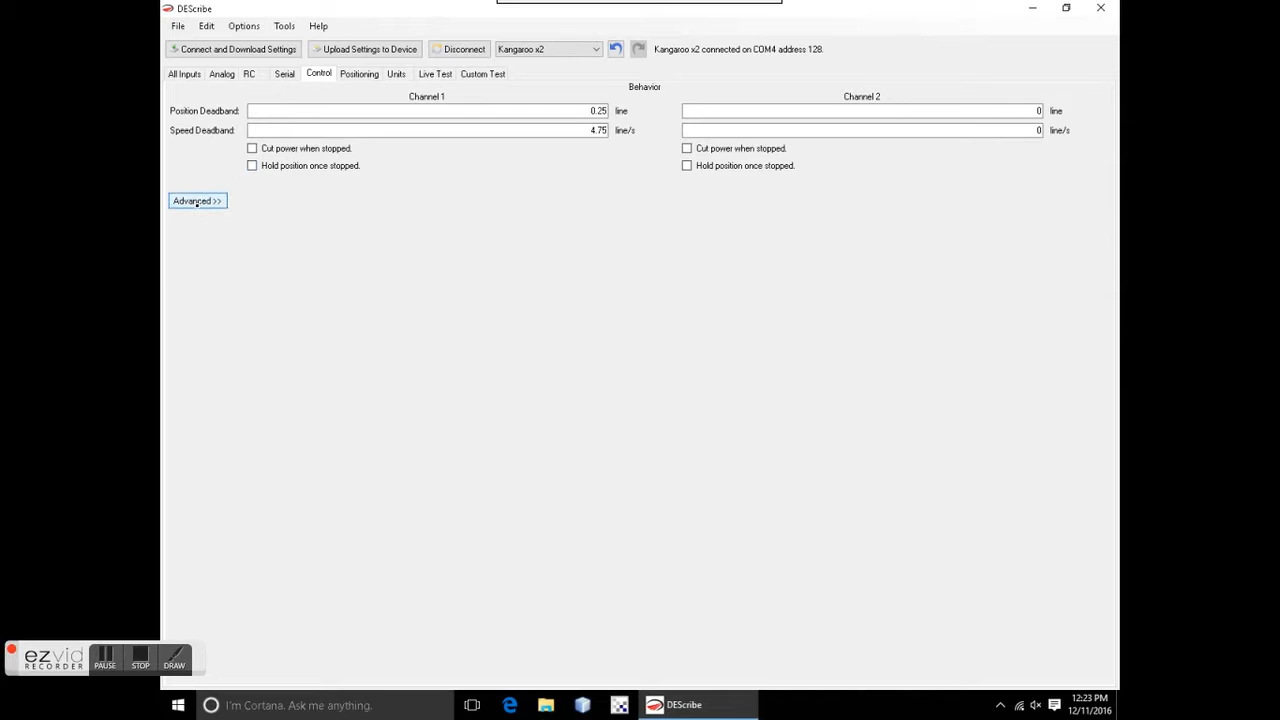 DEScribe
File Edit Options Tools Help
Connect and Download Settings Upload Settings to Device Disconnect Kangaroo x2 Kangaroo x2 connected on COM4 address 128.
All Inputs Analog RC Serial Control Positioning Units Live Test Custom Test
Behavior
Channel 1 Channel 2
Position Deadband: 0.25 line 0 line
Speed Deadband: 4.75 line/s 0 line/s
Cut power when stopped. Cut power when stopped.
Hold position once stopped. Hold position once stopped.
Advanced >>
ezvid
RECORDER
PAUSE STOP DRAW
I'm Cortana. Ask me anything. DEScribe 12:23 PM
12/11/2016